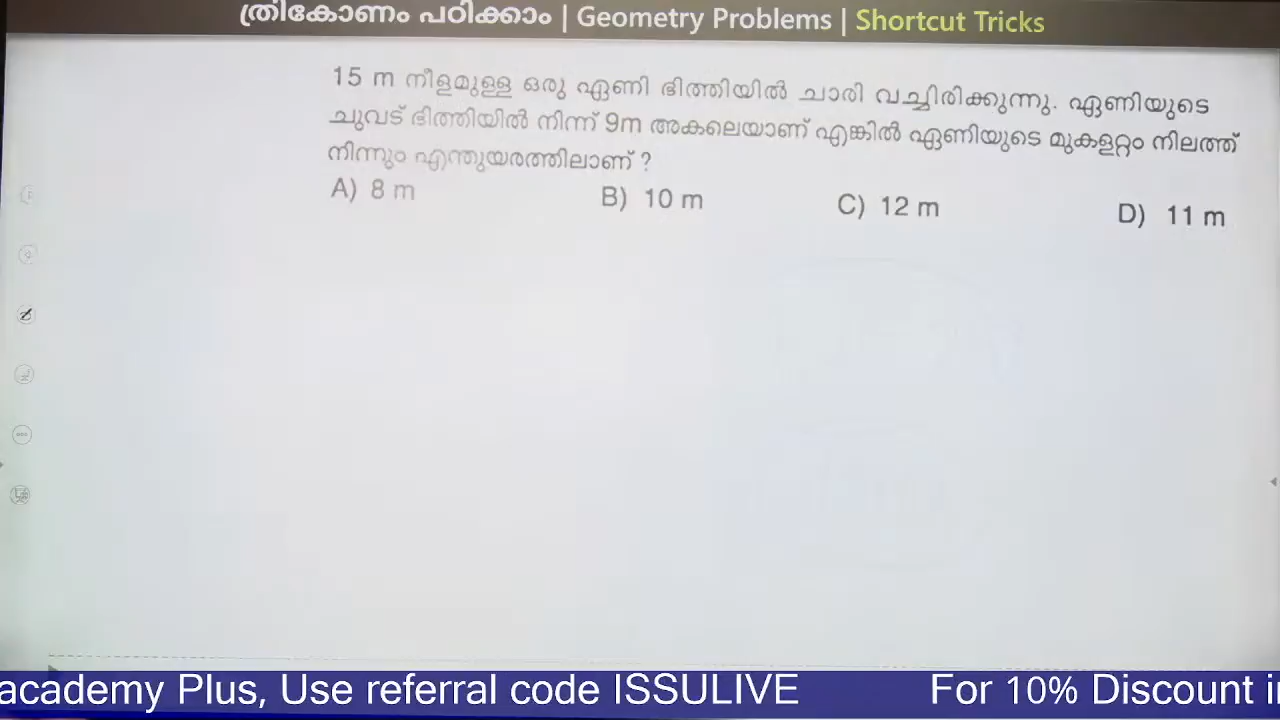 ത്രികോണം പഠിക്കാം | Geometry Problems | Shortcut Tricks
15 m നീളമുള്ള ഒരു ഏണി ഭിത്തിയിൽ ചാരി വച്ചിരിക്കുന്നു. ഏണിയുടെ
ചുവട് ഭിത്തിയിൽ നിന്ന് 9m അകലെയാണ് എങ്കിൽ ഏണിയുടെ മുകളറ്റം നിലത്ത്
നിന്നും എന്തുയരത്തിലാണ് ?
A) 8 m B) 10 m C) 12 m D) 11 m
academy Plus, Use referral code ISSULIVE For 10% Discount i